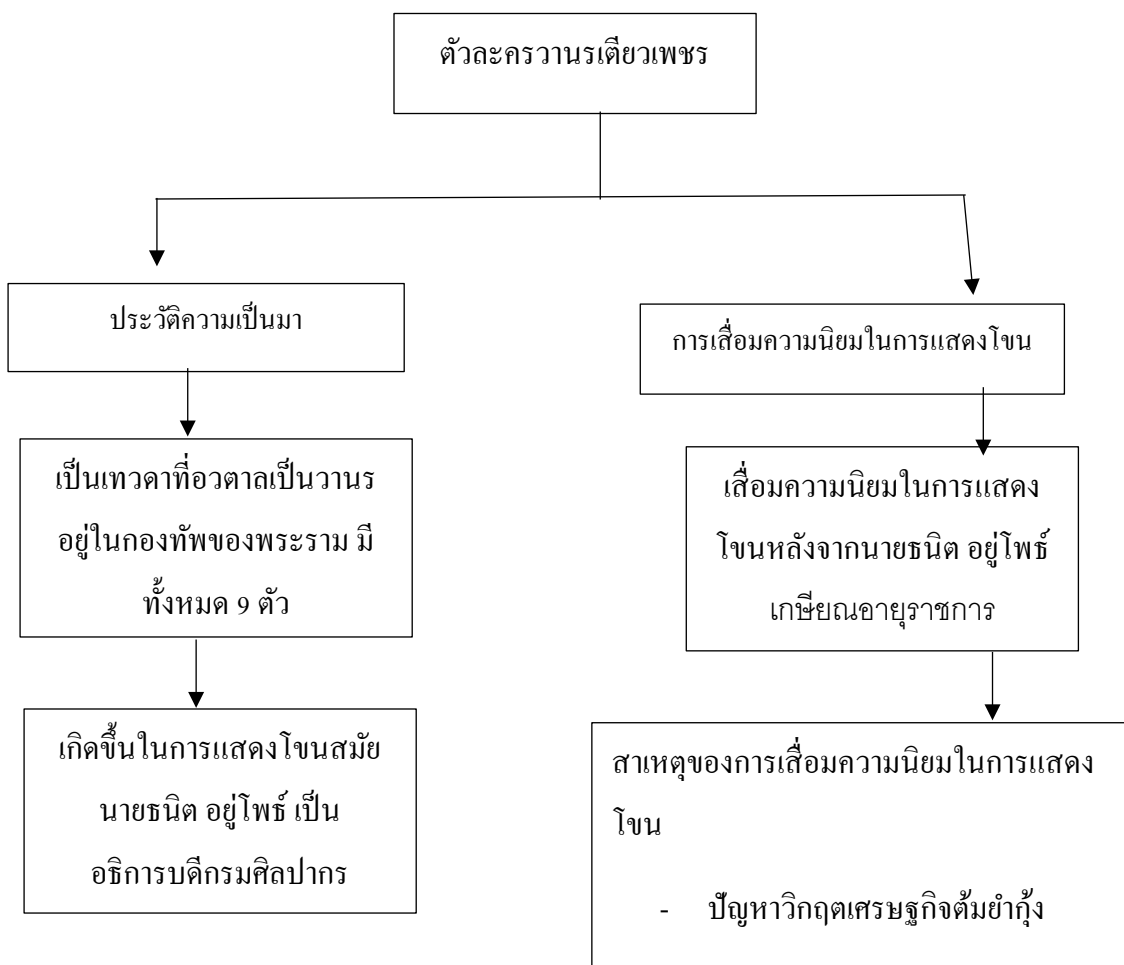 ตัวละครวานรเตียวเพชร
ประวัติความเป็นมา
เป็นเทวดาที่อวตาลเป็นวานร
อยู่ในกองทัพของพระราม มี
ทั้งหมด 9 ตัว
เกิดขึ้นในการแสดงโขนสมัย
นายธนิต อยู่โพธ์ เป็น
อธิการบดีกรมศิลปากร
การเสื่อมความนิยมในการแสดงโขน
เสื่อมความนิยมในการแสดง
โขนหลังจากนายธนิต อยู่โพธ์
เกษียณอายุราชการ
สาเหตุของการเสื่อมความนิยมในการแสดง
โขน
- ปัญหาวิกฤตเศรษฐกิจต้มยำกุ้ง